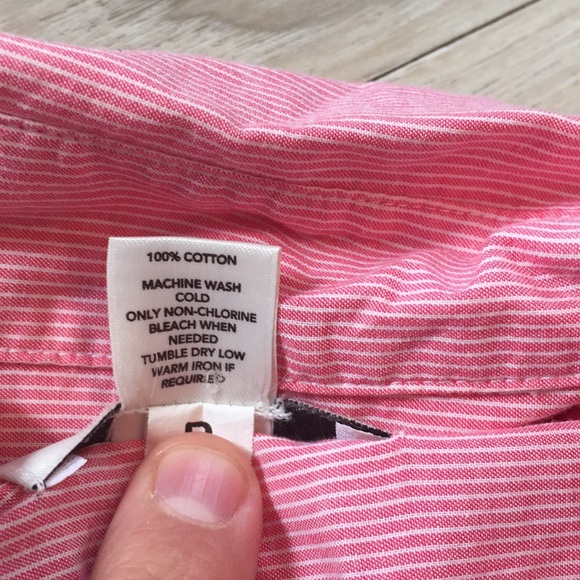 100% COTTON
MACHINE WASH
COLD
ONLY NON-CHLORINE
BLEACH WHEN
NEEDED
TUMBLE DRY LOW
WARM IRON IF
REQUIRED